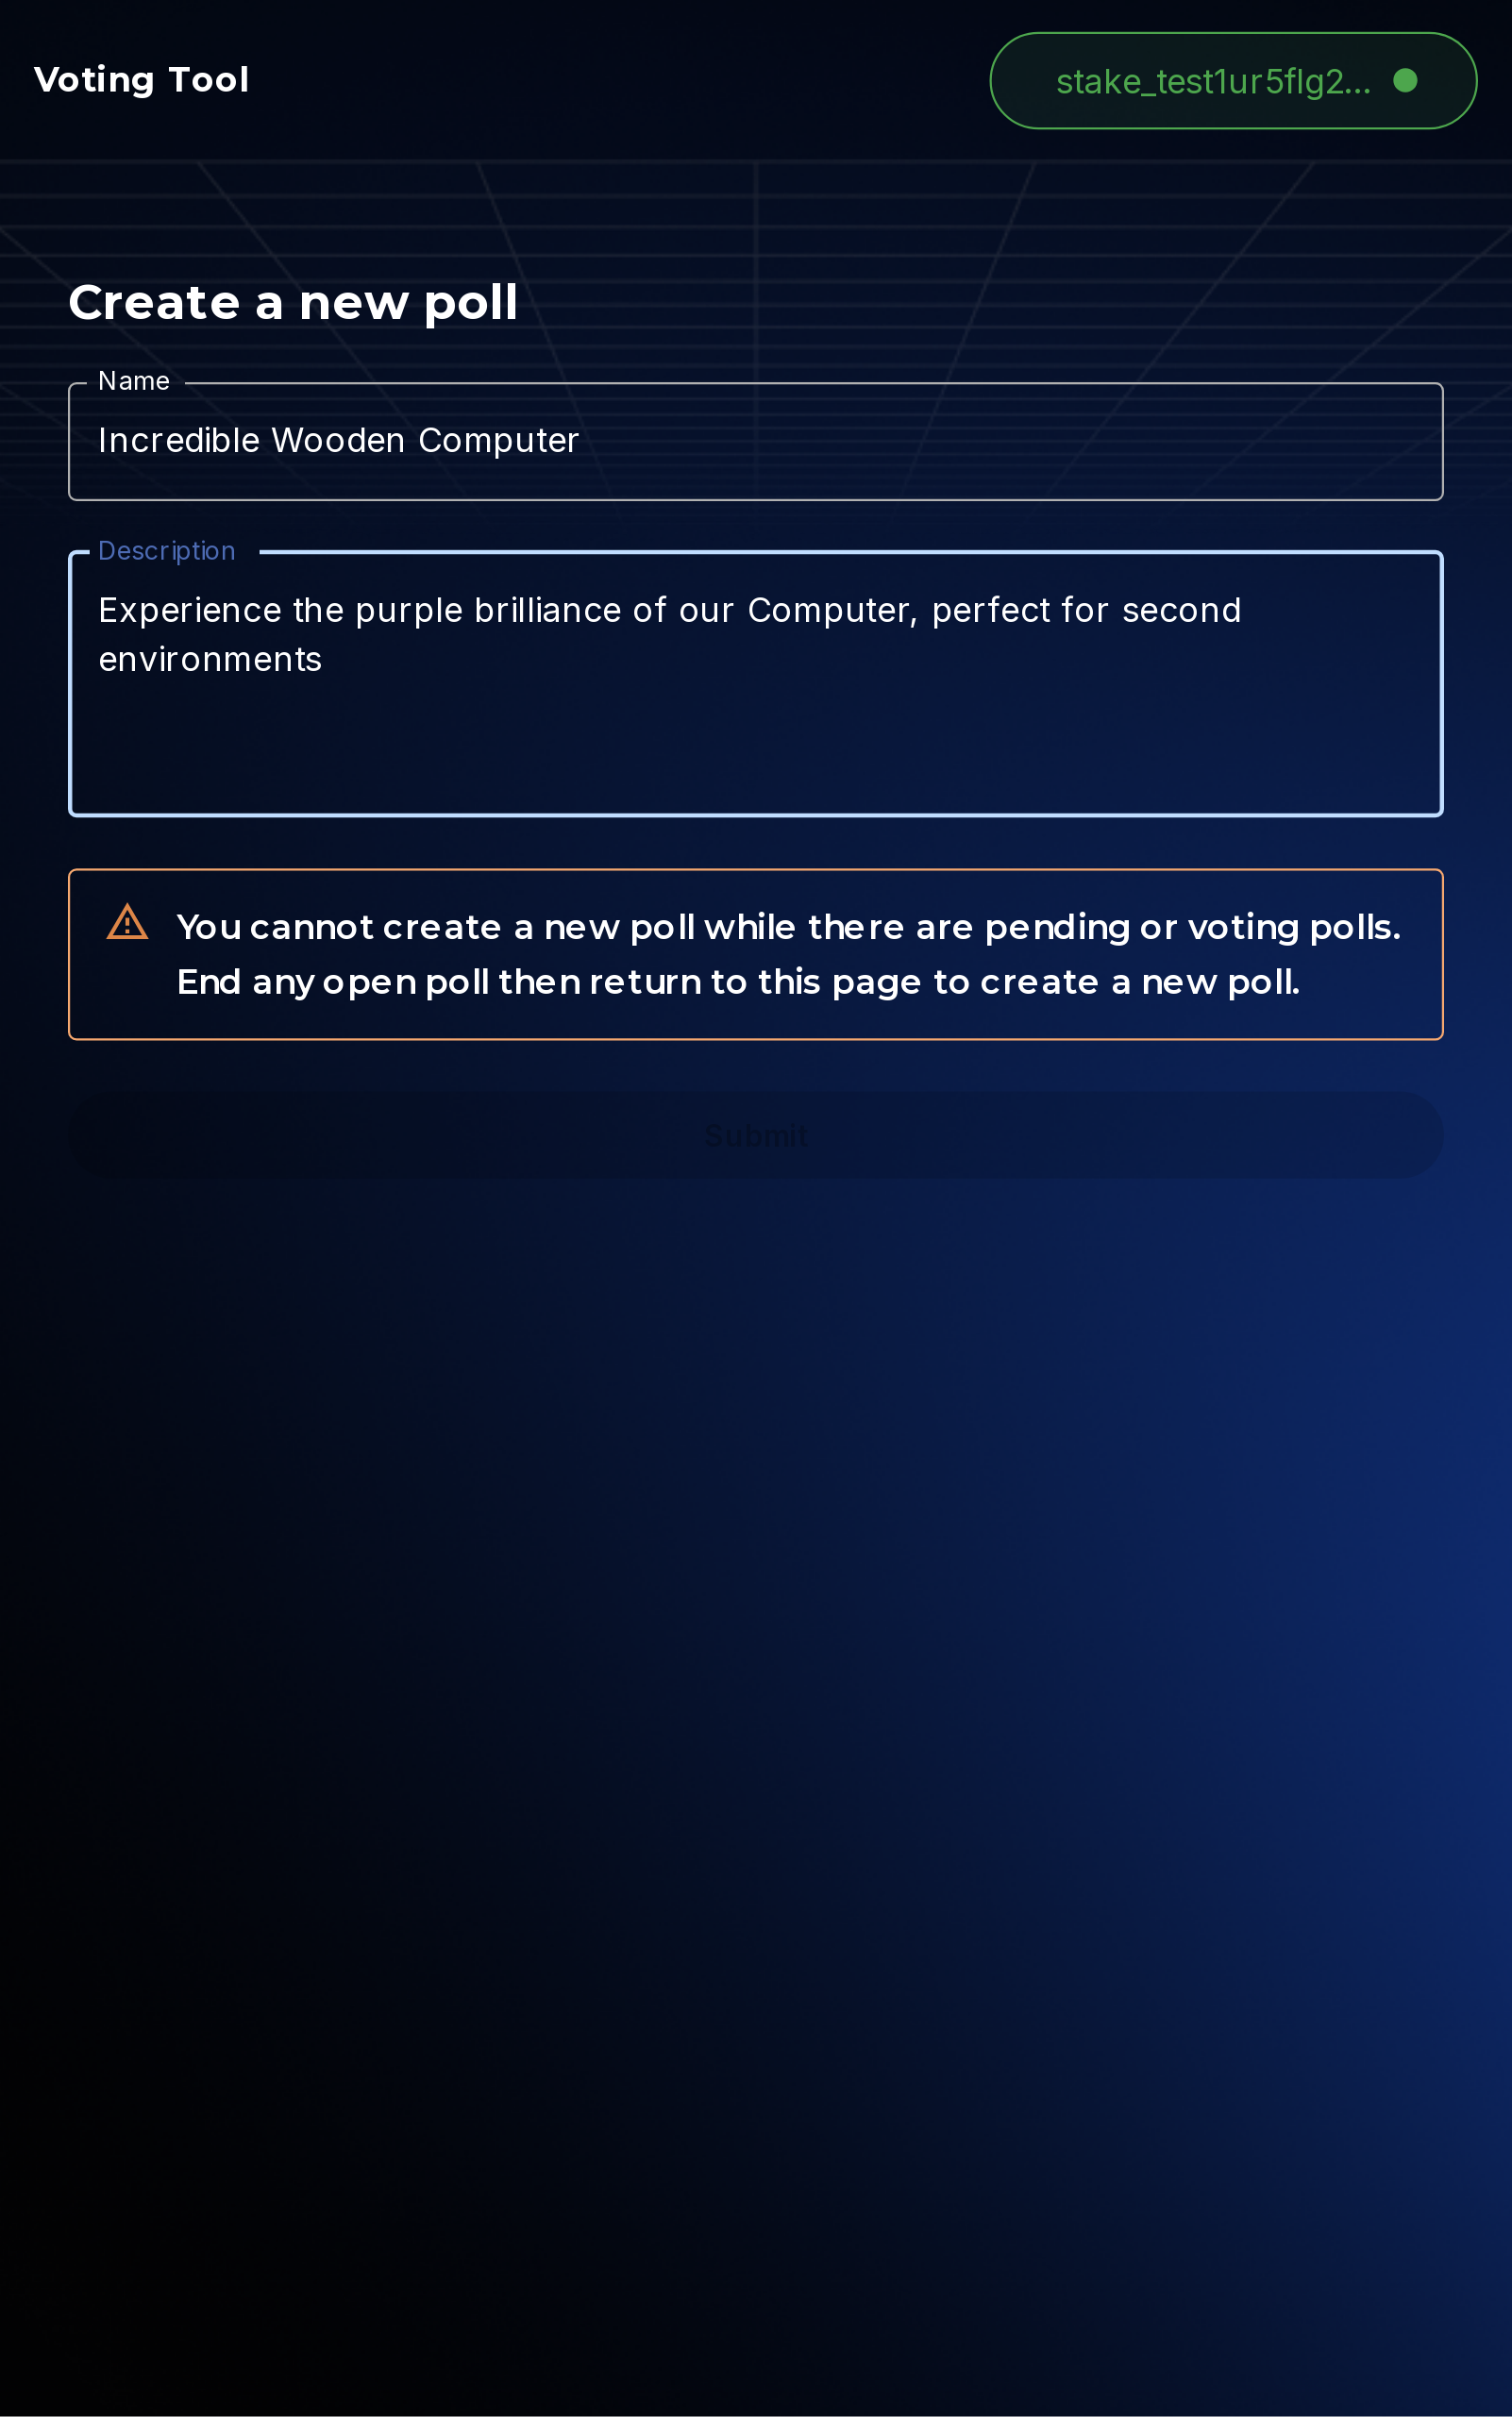 Voting Tool
stake_test1ur5flg2...
Create a new poll
Name
Incredible Wooden Computer
Description
Experience the purple brilliance of our Computer, perfect for second
environments
You cannot create a new poll while there are pending or voting polls.
End any open poll then return to this page to create a new poll.
Submit